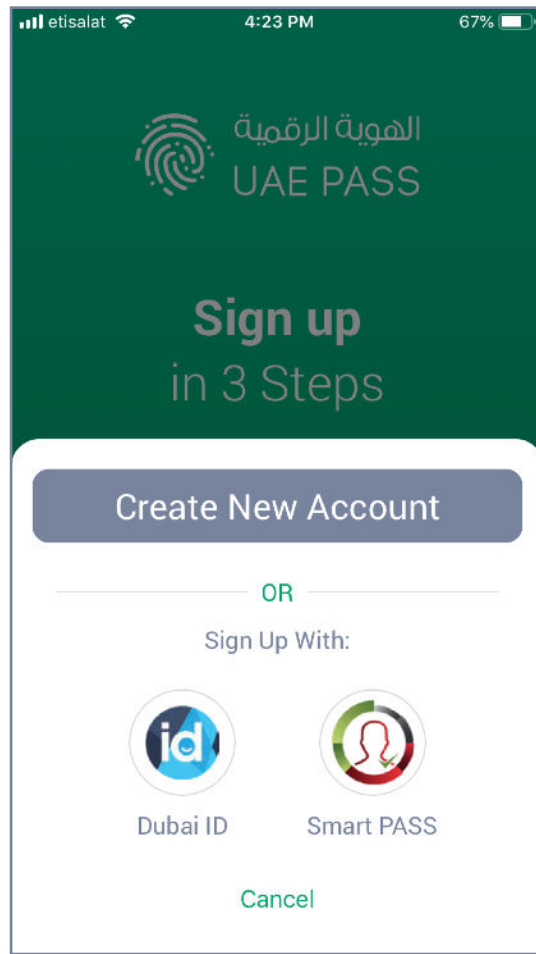 etisalat 4:23 PM 67%
الهوية الرقمية
UAE PASS
Sign up
in 3 Steps
Create New Account
OR
Sign Up With:
id
Dubai ID Smart PASS
Cancel